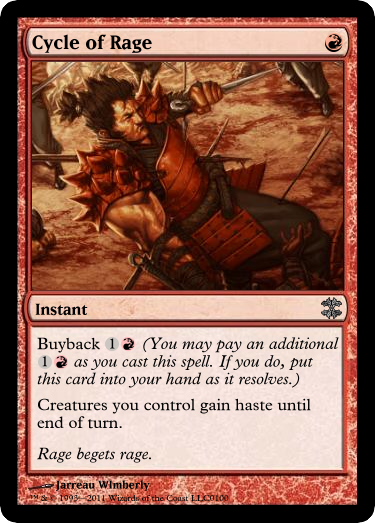 Cycle of Rage
Instant
Buyback 1 (You may pay an additional
1 as you cast this spell. If you do, put
this card into your hand as it resolves.)
Creatures you control gain haste until
end of turn.
Rage begets rage.
Jarreau Wimberly
™ & © 1993–2011 Wizards of the Coast LLC 0/100